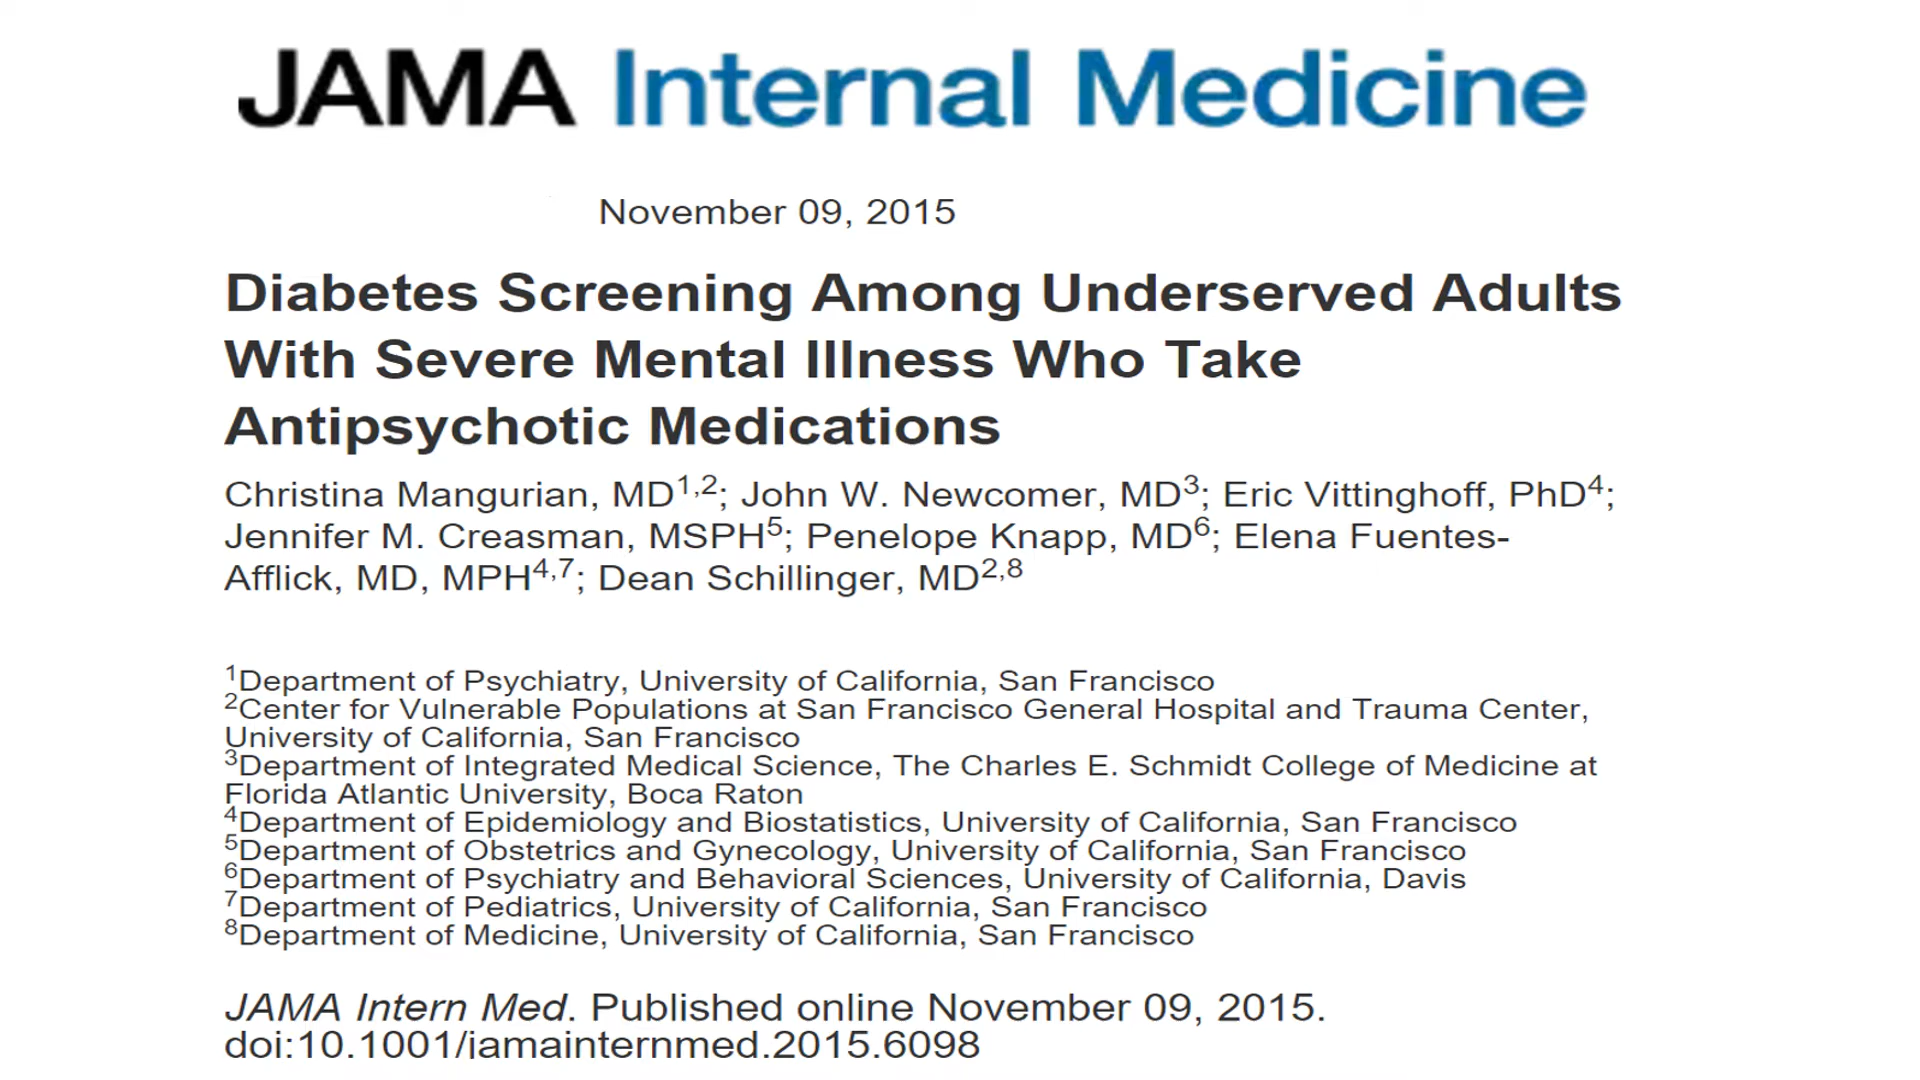 JAMA Internal Medicine
November 09, 2015
Diabetes Screening Among Underserved Adults
With Severe Mental Illness Who Take
Antipsychotic Medications
Christina Mangurian, MD1,2; John W. Newcomer, MD3; Eric Vittinghoff, PhD4;
Jennifer M. Creasman, MSPH5; Penelope Knapp, MD6; Elena Fuentes-
Afflick, MD, MPH4,7; Dean Schillinger, MD2,8
1Department of Psychiatry, University of California, San Francisco
2Center for Vulnerable Populations at San Francisco General Hospital and Trauma Center,
University of California, San Francisco
3Department of Integrated Medical Science, The Charles E. Schmidt College of Medicine at
Florida Atlantic University, Boca Raton
4Department of Epidemiology and Biostatistics, University of California, San Francisco
5Department of Obstetrics and Gynecology, University of California, San Francisco
6Department of Psychiatry and Behavioral Sciences, University of California, Davis
7Department of Pediatrics, University of California, San Francisco
8Department of Medicine, University of California, San Francisco
JAMA Intern Med. Published online November 09, 2015.
doi:10.1001/jamainternmed.2015.6098